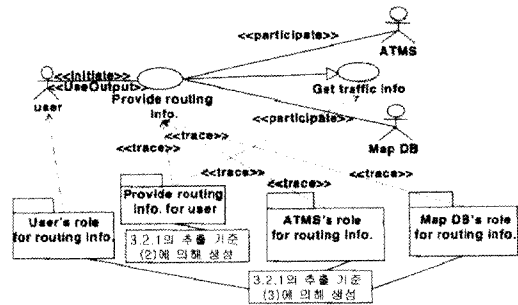 <<participate>>
ATMS
<<initiate>>
<<UseOutput>>
user
Provide routing
info.
Get traffic info
<<participate>>
Map DB
<<trace>>
<<trace>>
<<trace>>
<<trace>>
<<trace>>
User's role
for routing info.
Provide routing
info. for user
ATMS's role
for routing info.
Map DB's role
for routing info.
3.2.1의 추출 기준
(2)에 의해 생성
3.2.1의 추출 기준
(3)에 의해 생성